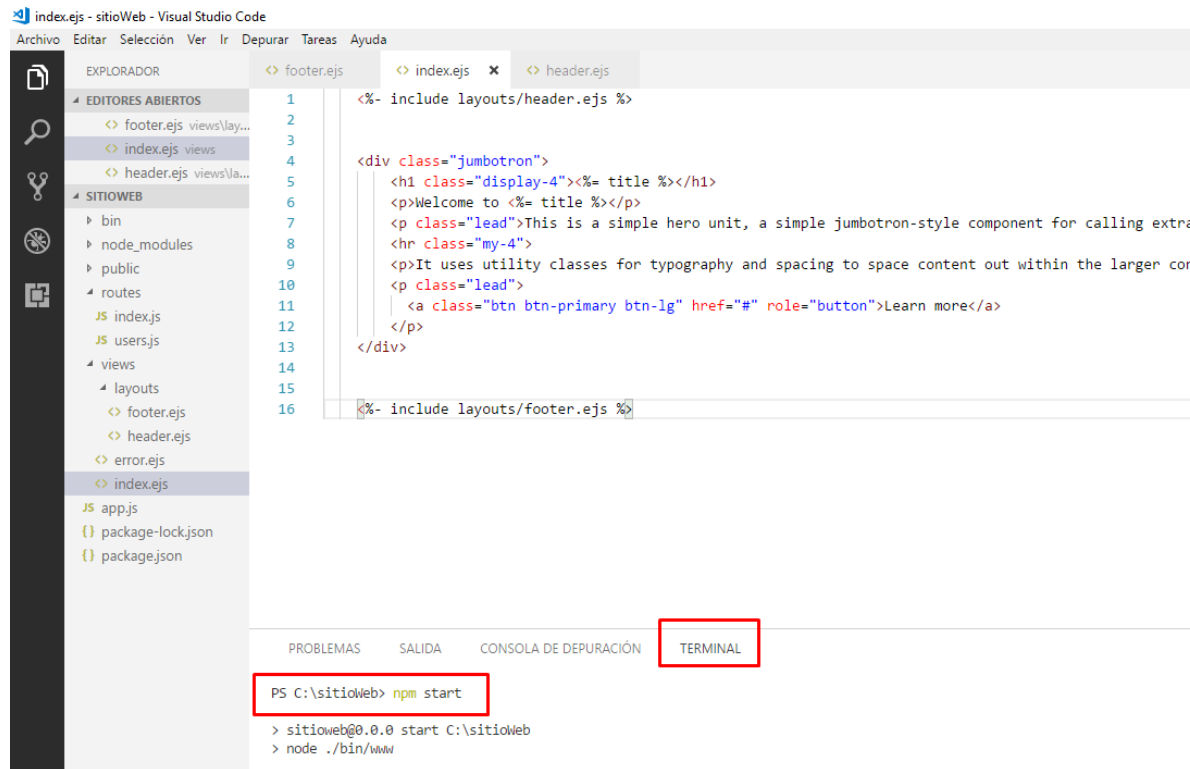 index.ejs - sitioWeb - Visual Studio Code
Archivo Editar Selección Ver Ir Depurar Tareas Ayuda
EXPLORADOR
EDITORES ABIERTOS
footer.ejs views\lay...
index.ejs views
header.ejs views\la...
SITIOWEB
bin
node_modules
public
routes
JS index.js
JS users.js
views
layouts
footer.ejs
header.ejs
error.ejs
index.ejs
JS app.js
{} package-lock.json
{} package.json
footer.ejs index.ejs header.ejs
1 <%- include layouts/header.ejs %>
2
3
4 <div class="jumbotron">
5 <h1 class="display-4"><%= title %></h1>
6 <p>Welcome to <%= title %></p>
7 <p class="lead">This is a simple hero unit, a simple jumbotron-style component for calling extra
8 <hr class="my-4">
9 <p>It uses utility classes for typography and spacing to space content out within the larger con
10 <p class="lead">
11 <a class="btn btn-primary btn-lg" href="#" role="button">Learn more</a>
12 </p>
13 </div>
14
15
16 <%- include layouts/footer.ejs %>
PROBLEMAS SALIDA CONSOLA DE DEPURACIÓN TERMINAL
PS C:\sitioWeb> npm start
> sitioweb@0.0.0 start C:\sitioWeb
> node ./bin/www